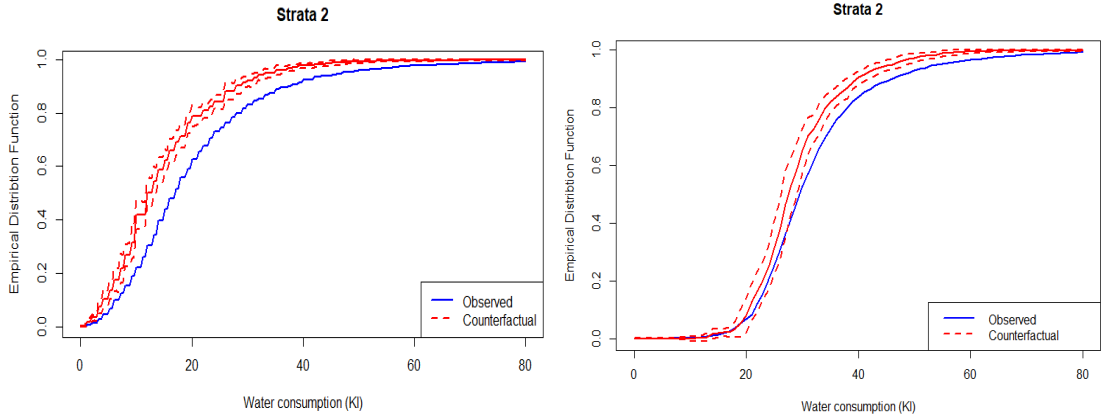 Strata 2
Empirical Distribtion Function
1.0
0.8
0.6
0.4
0.2
0.0
0
20
40
60
80
Water consumption (Kl)
Observed
Counterfactual
Strata 2
Empirical Distribtion Function
1.0
0.8
0.6
0.4
0.2
0.0
0
20
40
60
80
Water consumption (Kl)
Observed
Counterfactual